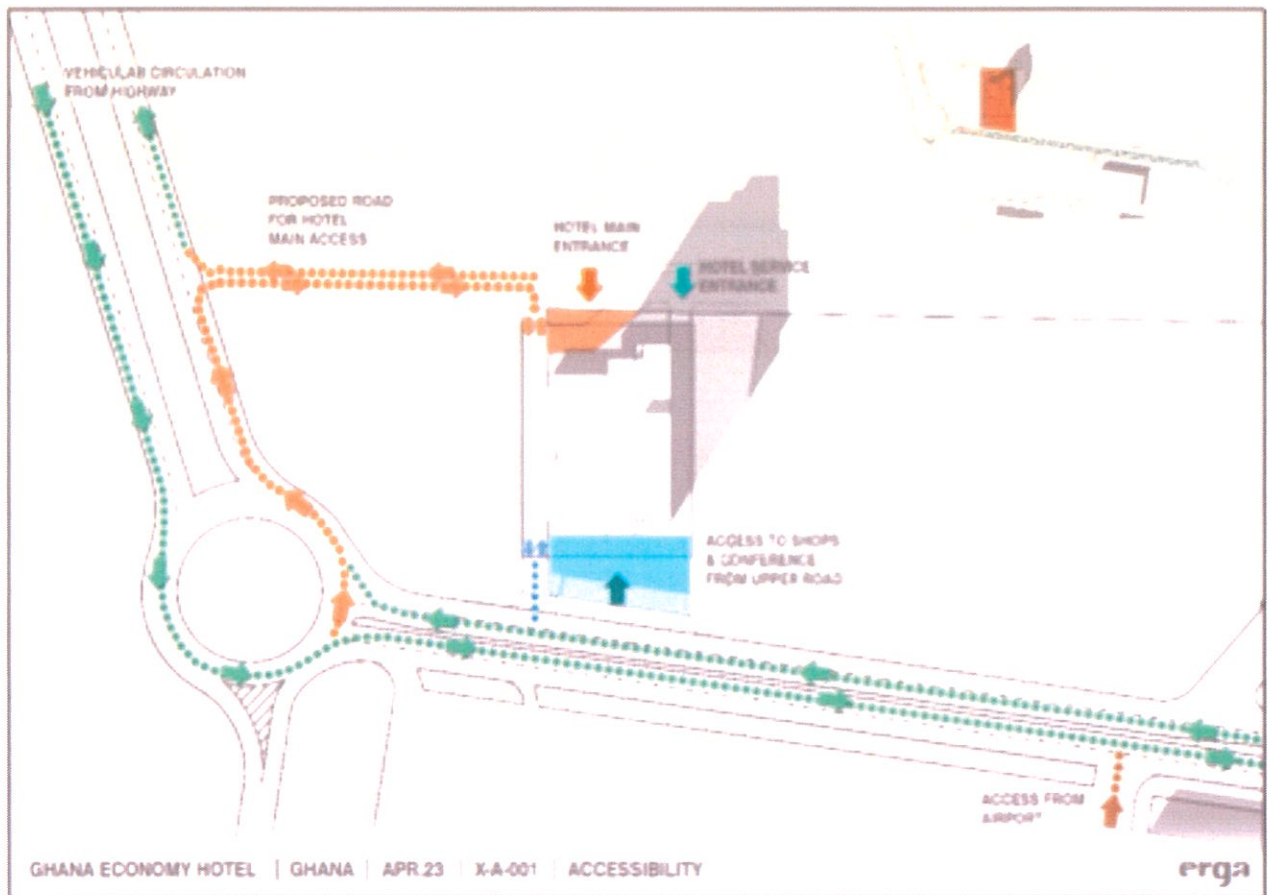 VEHICULAR CIRCULATION
FROM HIGHWAY
PROPOSED ROAD
FOR HOTEL
MAIN ACCESS
HOTEL MAIN
ENTRANCE
HOTEL SERVICE
ENTRANCE
ACCESS TO SHOPS
& CONFERENCE
FROM UPPER ROAD
ACCESS FROM
AIRPORT
GHANA ECONOMY HOTEL | GHANA | APR.23 | X-A-001 | ACCESSIBILITY
erga